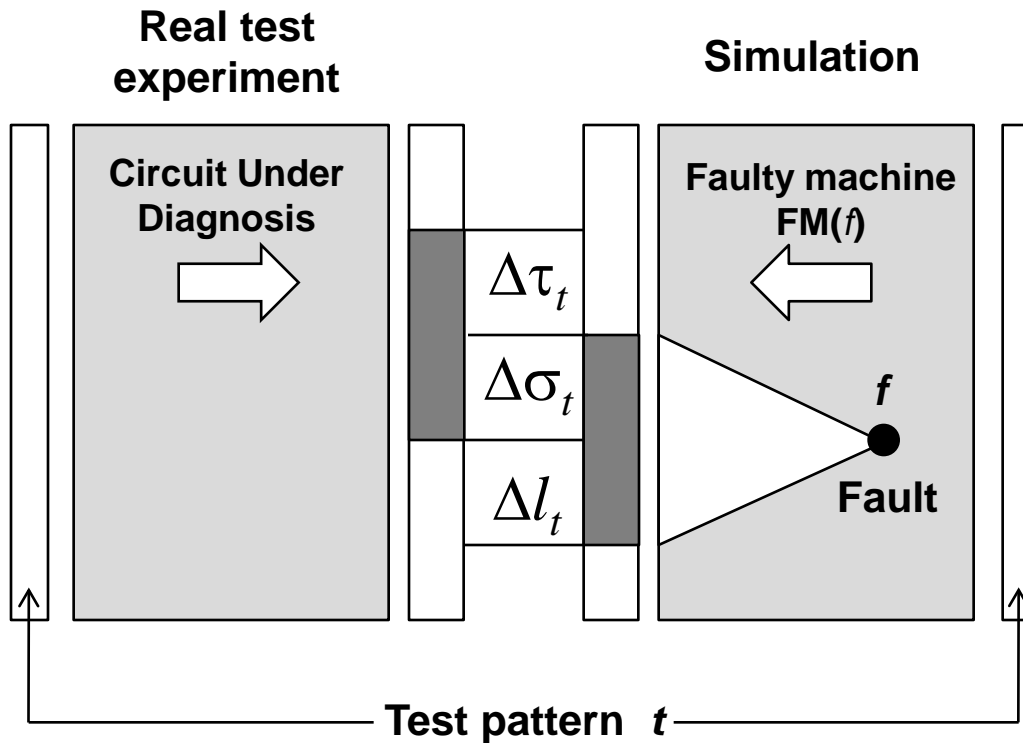 Real test
experiment
Simulation
Circuit Under
Diagnosis
Faulty machine
FM(f)
Δτt
Δσt
Δlt
f
Fault
Test pattern t